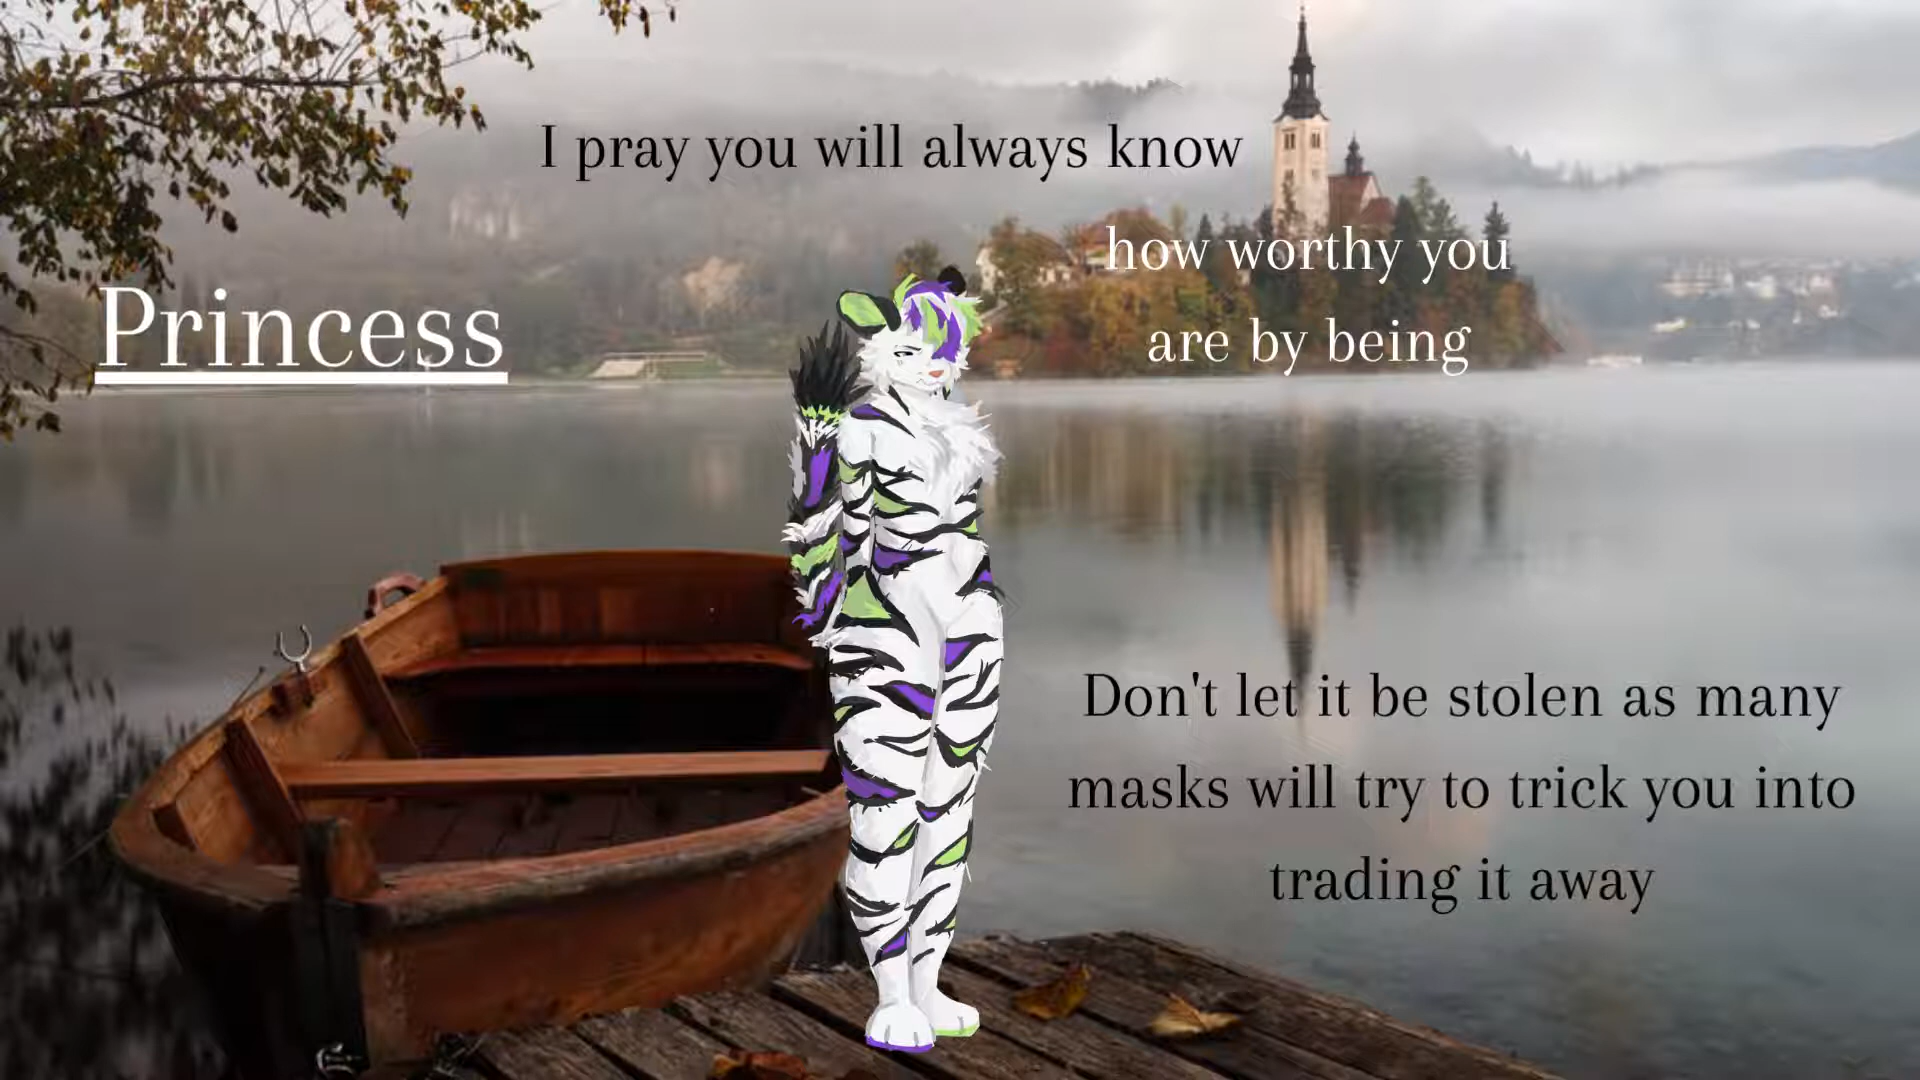 I pray you will always know
how worthy you
are by being
Princess
Don't let it be stolen as many
masks will try to trick you into
trading it away